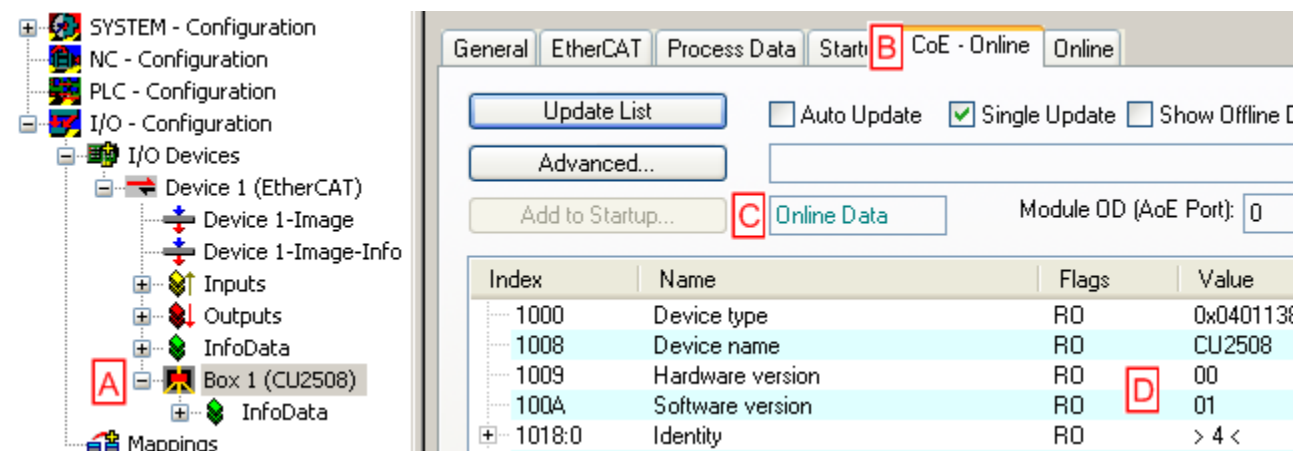 SYSTEM - Configuration
NC - Configuration
PLC - Configuration
I/O - Configuration
I/O Devices
Device 1 (EtherCAT)
Device 1-Image
Device 1-Image-Info
Inputs
Outputs
InfoData
A
Box 1 (CU2508)
InfoData
Mappings
General EtherCAT Process Data B CoE - Online Online
Update List Auto Update Single Update Show Offline
Advanced...
Add to Startup... C Online Data Module OD (AoE Port): 0
Index Name Flags Value
1000 Device type RO 0x0401138
1008 Device name RO CU2508
1009 Hardware version RO 00
D
100A Software version RO 01
1018:0 Identity RO > 4 <